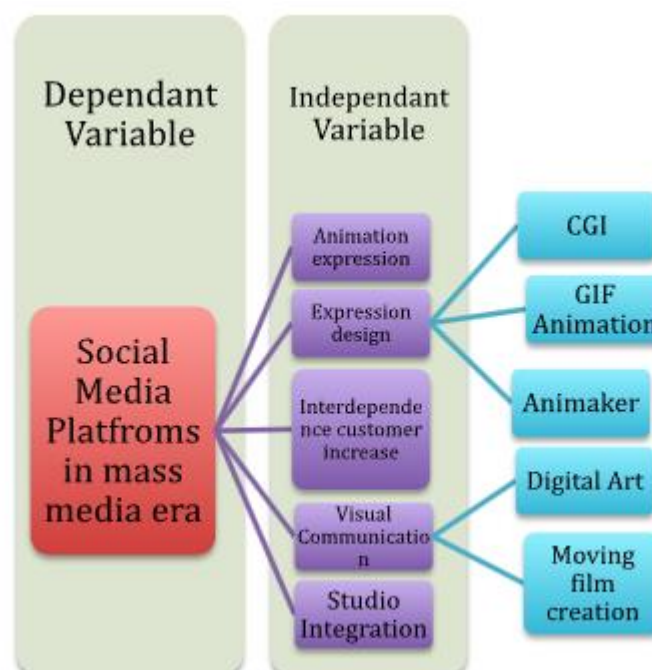 Dependant
Variable
Independant
Variable
Social
Media
Platfroms
in mass
media era
Animation
expression
Expression
design
Interdepende
nce customer
increase
Visual
Communicatio
n
Studio
Integration
CGI
GIF
Animation
Animaker
Digital Art
Moving
film
creation